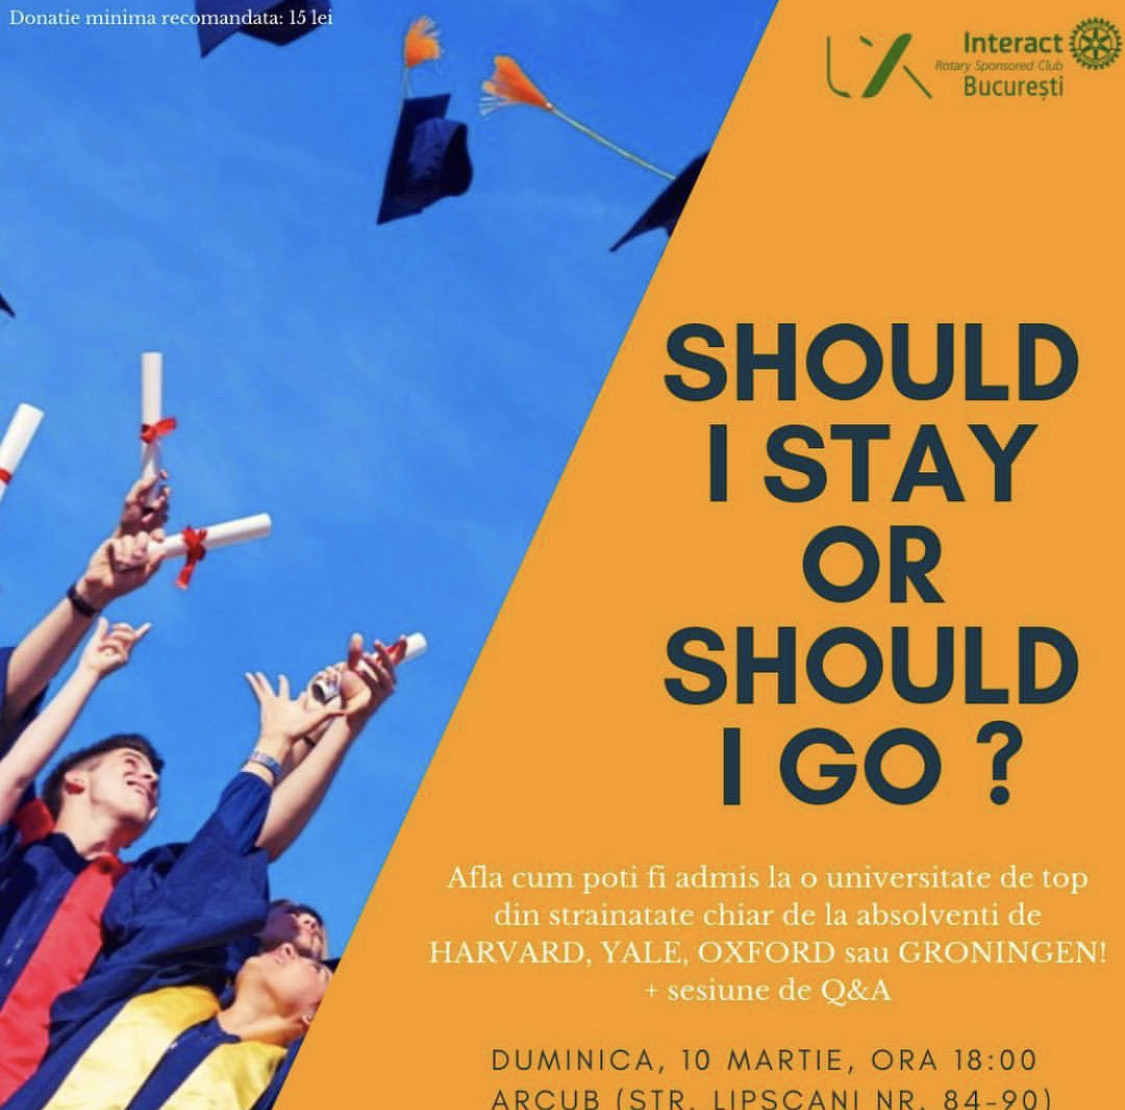 Donatie minima recomandata: 15 lei
Interact
Rotary Sponsored Club
București
SHOULD
I STAY
OR
SHOULD
I GO ?
Afla cum poti fi admis la o universitate de top
din strainatate chiar de la absolventi de
HARVARD, YALE, OXFORD sau GRONINGEN!
+ sesiune de Q&A
DUMINICA, 10 MARTIE, ORA 18:00
ARCUB (STR. LIPSCANI NR. 84-90)